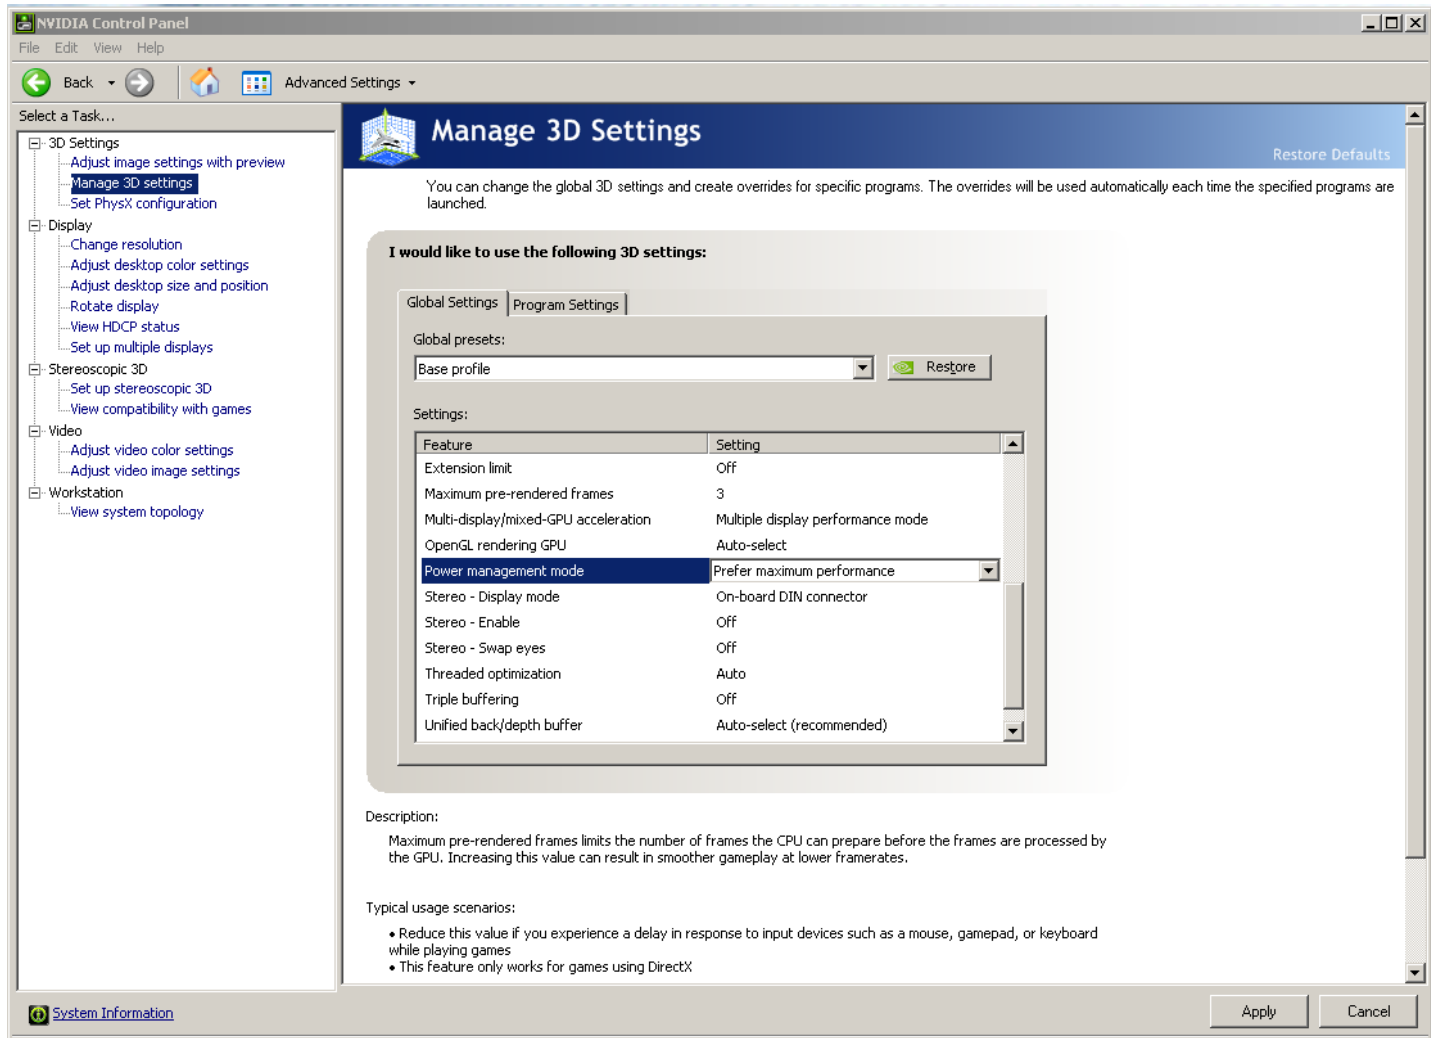 NVIDIA Control Panel
File Edit View Help
Back Advanced Settings
Select a Task...
3D Settings
Adjust image settings with preview
Manage 3D settings
Set PhysX configuration
Display
Change resolution
Adjust desktop color settings
Adjust desktop size and position
Rotate display
View HDCP status
Set up multiple displays
Stereoscopic 3D
Set up stereoscopic 3D
View compatibility with games
Video
Adjust video color settings
Adjust video image settings
Workstation
View system topology
Manage 3D Settings
Restore Defaults
You can change the global 3D settings and create overrides for specific programs. The overrides will be used automatically each time the specified programs are
launched.
I would like to use the following 3D settings:
Global Settings Program Settings
Global presets:
Base profile Restore
Settings:
Feature Setting
Extension limit Off
Maximum pre-rendered frames 3
Multi-display/mixed-GPU acceleration Multiple display performance mode
OpenGL rendering GPU Auto-select
Power management mode Prefer maximum performance
Stereo - Display mode On-board DIN connector
Stereo - Enable Off
Stereo - Swap eyes Off
Threaded optimization Auto
Triple buffering Off
Unified back/depth buffer Auto-select (recommended)
Description:
Maximum pre-rendered frames limits the number of frames the CPU can prepare before the frames are processed by
the GPU. Increasing this value can result in smoother gameplay at lower framerates.
Typical usage scenarios:
• Reduce this value if you experience a delay in response to input devices such as a mouse, gamepad, or keyboard
while playing games
• This feature only works for games using DirectX
System Information
Apply Cancel